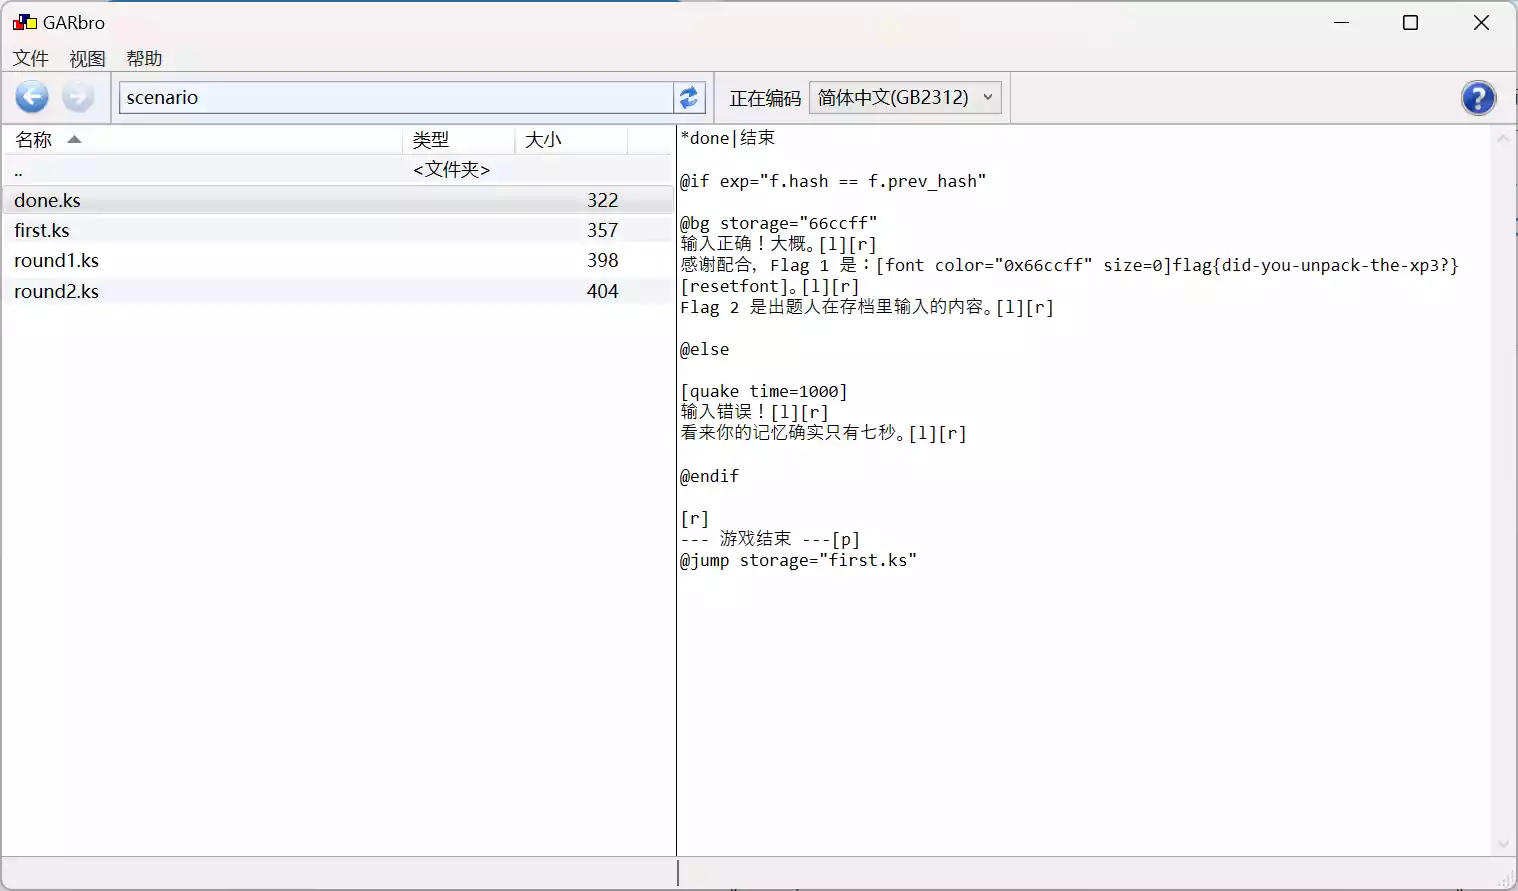 GARbro
文件 视图 帮助
scenario
正在编码 简体中文(GB2312)
名称 类型 大小
.. <文件夹>
done.ks 322
first.ks 357
round1.ks 398
round2.ks 404
*done|结束
@if exp="f.hash == f.prev_hash"
@bg storage="66ccff"
输入正确！大概。[l][r]
感谢配合，Flag 1 是：[font color="0x66ccff" size=0]flag{did-you-unpack-the-xp3?}
[resetfont]。[l][r]
Flag 2 是出题人在存档里输入的内容。[l][r]
@else
[quake time=1000]
输入错误！[l][r]
看来你的记忆确实只有七秒。[l][r]
@endif
[r]
--- 游戏结束 ---[p]
@jump storage="first.ks"